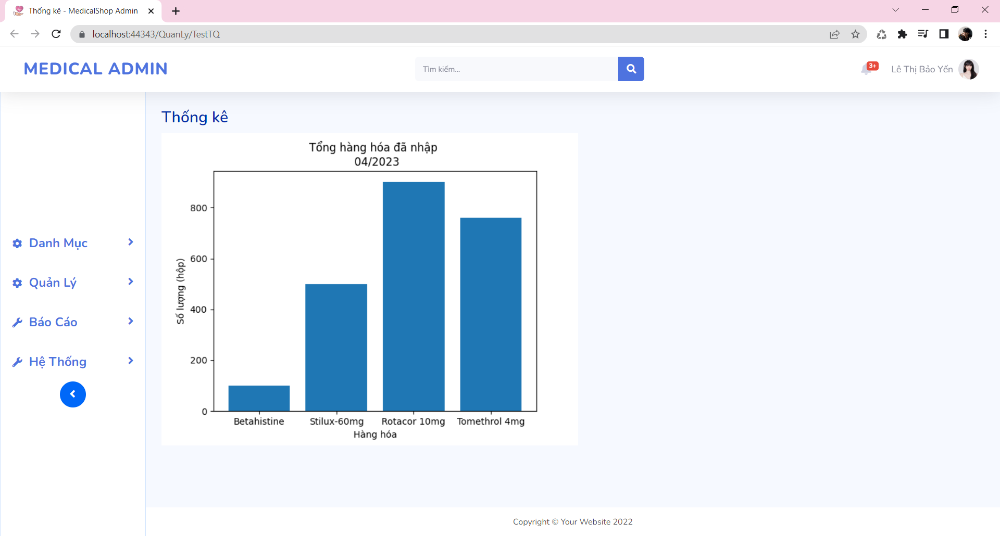 Thống kê - MedicalShop Admin
localhost:44343/QuanLy/TestTQ
MEDICAL ADMIN
Tìm kiếm...
3+
Lê Thị Bảo Yến
Danh Mục
Quản Lý
Báo Cáo
Hệ Thống
Thống kê
Tổng hàng hóa đã nhập
04/2023
Số lượng (hộp)
800
600
400
200
0
Betahistine Stilux-60mg Rotacor 10mg Tomethrol 4mg
Hàng hóa
Copyright © Your Website 2022